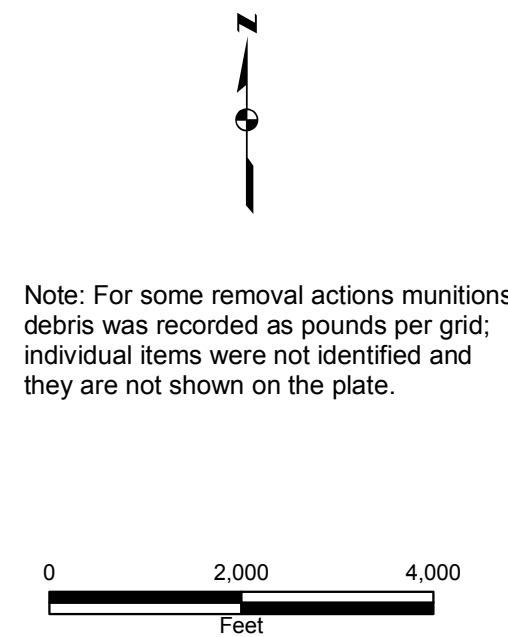 N
Note: For some removal actions munitions
debris was recorded as pounds per grid;
individual items were not identified and
they are not shown on the plate.
0 2,000 4,000
Feet